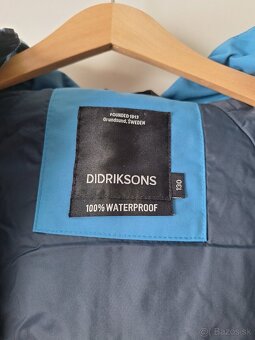 FOUNDED 1913
Grundsund, SWEDEN
DIDRIKSONS
130
100% WATERPROOF
Bazos.sk